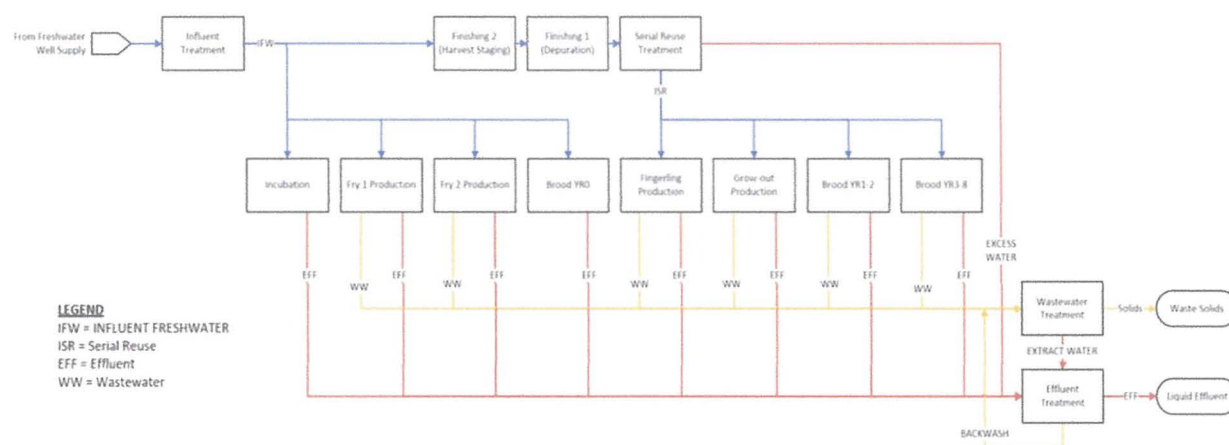 From Freshwater
Well Supply
Influent
Treatment
IFW
Finishing 2
(Harvest Staging)
Finishing 1
(Depuration)
Serial Reuse
Treatment
ISR
Incubation
Fry 1 Production
Fry 2 Production
Brood YR0
Fingerling
Production
Grow-out
Production
Brood YR1-2
Brood YR3-8
EFF
WW
EFF
WW
EFF
EFF
WW
EFF
WW
EFF
WW
EFF
WW
EFF
EXCESS
WATER
LEGEND
IFW = INFLUENT FRESHWATER
ISR = Serial Reuse
EFF = Effluent
WW = Wastewater
Wastewater
Treatment
Solids
Waste Solids
EXTRACT WATER
Effluent
Treatment
EFF
Liquid Effluent
BACKWASH